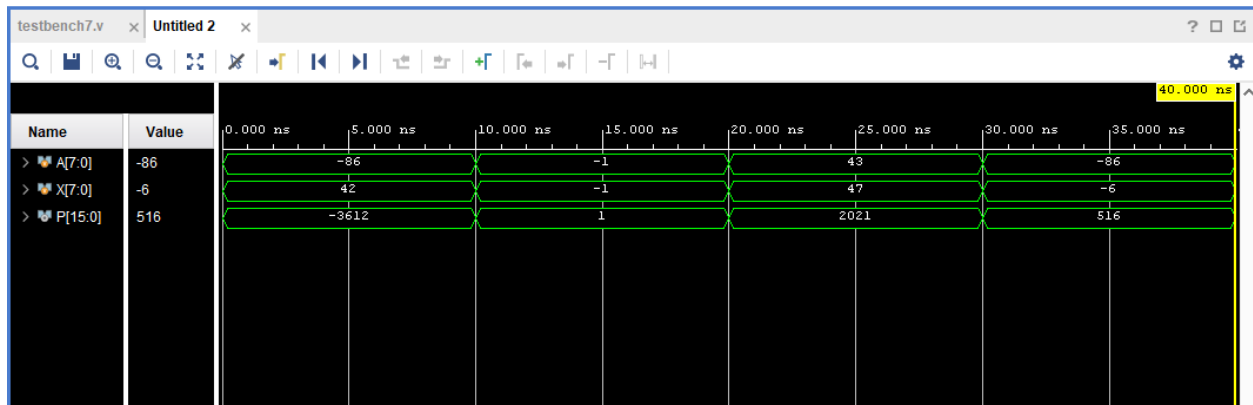 testbench7.v × Untitled 2 × ?
40.000 ns
Name Value 0.000 ns 5.000 ns 10.000 ns 15.000 ns 20.000 ns 25.000 ns 30.000 ns 35.000 ns
> A[7:0] -86 -86 -1 43 -86
> X[7:0] -6 42 -1 47 -6
> P[15:0] 516 -3612 1 2021 516